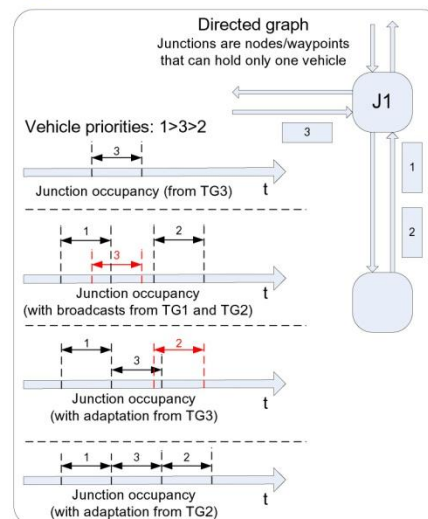 Directed graph
Junctions are nodes/waypoints
that can hold only one vehicle
J1
3
1
2
Vehicle priorities: 1>3>2
3
Junction occupancy (from TG3)
t
1
2
3
Junction occupancy
t
(with broadcasts from TG1 and TG2)
1
2
3
Junction occupancy
t
(with adaptation from TG3)
1
3
2
Junction occupancy
t
(with adaptation from TG2)